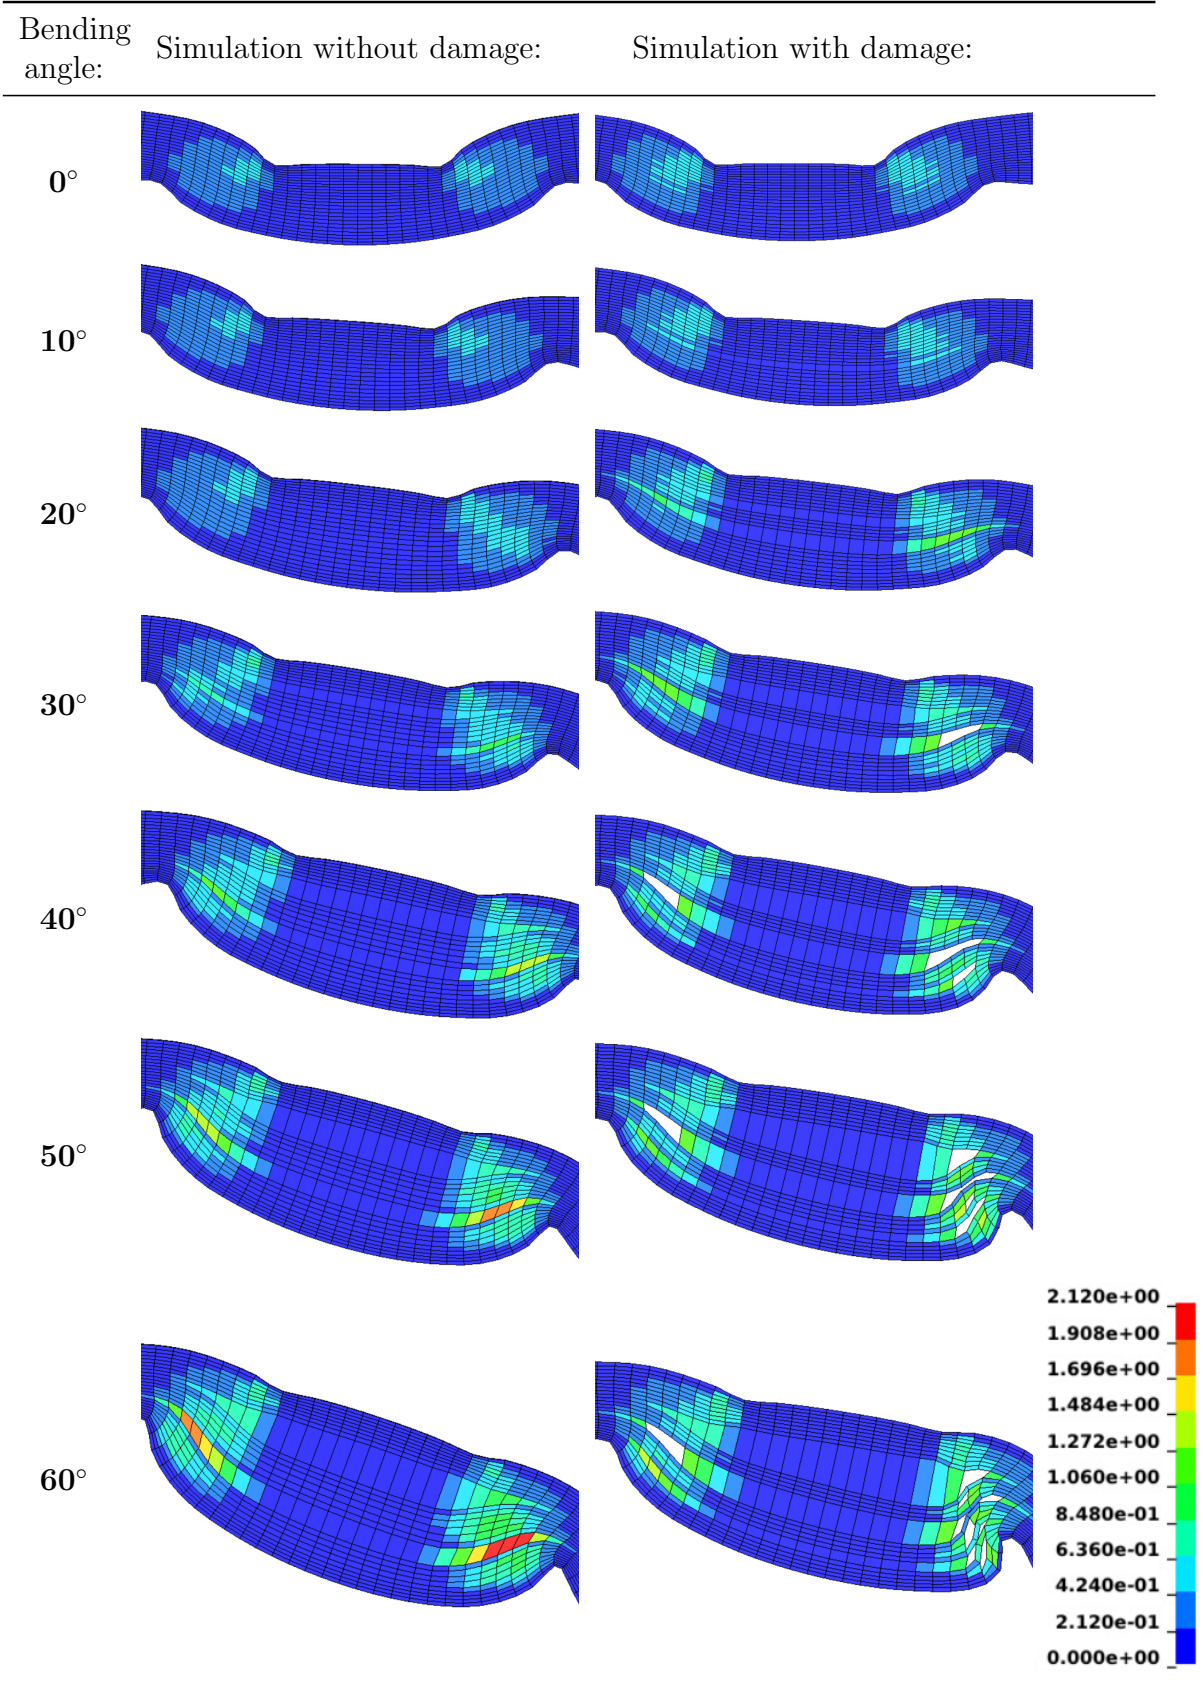 Bending
angle:
Simulation without damage:
Simulation with damage:
0°
10°
20°
30°
40°
50°
60°
2.120e+00
1.908e+00
1.696e+00
1.484e+00
1.272e+00
1.060e+00
8.480e-01
6.360e-01
4.240e-01
2.120e-01
0.000e+00